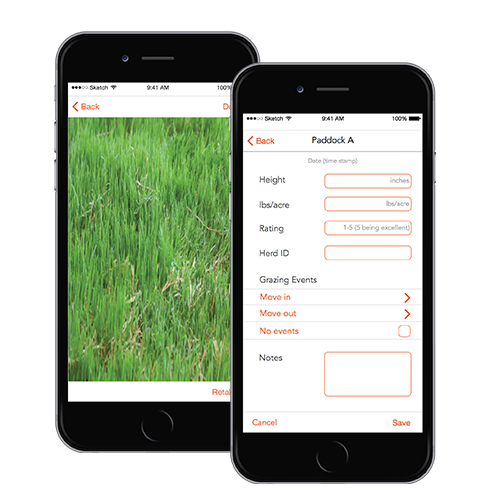 ●●●○○ Sketch 9:41 AM 100%
Back
●●●○○ Sketch 9:41 AM 100%
Back Paddock A
Date (time stamp)
Height inches
lbs/acre lbs/acre
Rating 1-5 (5 being excellent)
Herd ID
Grazing Events
Move in
Move out
No events
Notes
Cancel Save